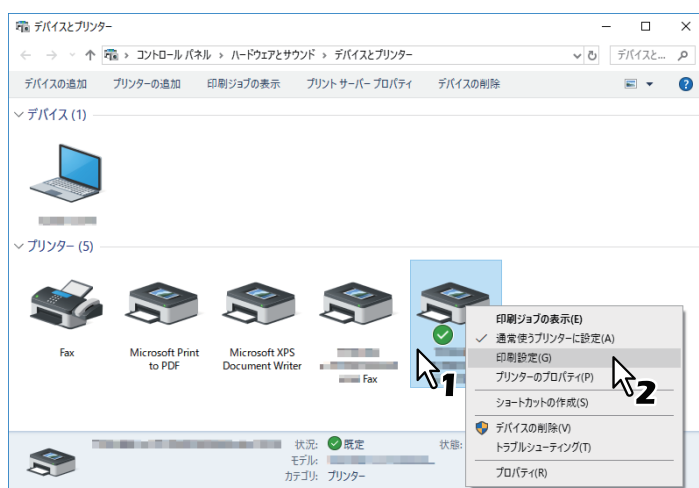 デバイスとプリンター
コントロール パネル › ハードウェアとサウンド › デバイスとプリンター
デバイスと...
デバイスの追加 プリンターの追加 印刷ジョブの表示 プリント サーバー プロパティ デバイスの削除
デバイス (1)
プリンター (5)
Fax
Microsoft Print
to PDF
Microsoft XPS
Document Writer
Fax
1
印刷ジョブの表示(E)
通常使うプリンターに設定(A)
印刷設定(G)
プリンターのプロパティ(P)
2
ショートカットの作成(S)
デバイスの削除(V)
トラブルシューティング(T)
プロパティ(R)
状況: 既定 状態:
モデル:
カテゴリ: プリンター